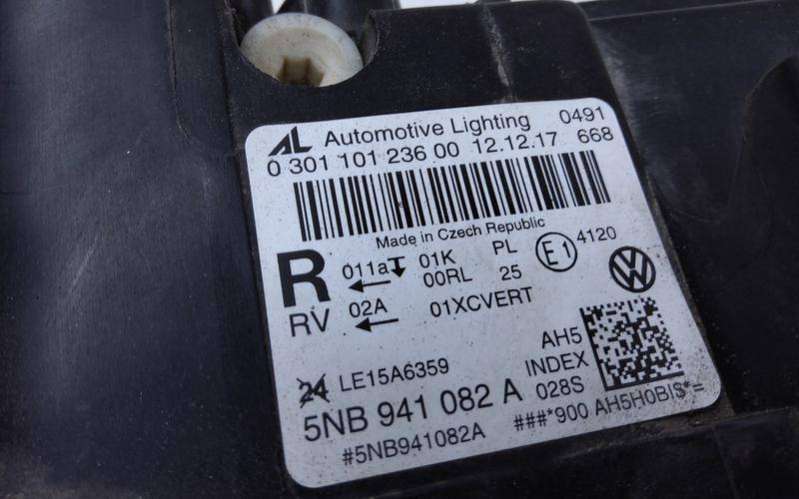 AL Automotive Lighting 0491
0 301 101 236 00 12.12.17 668
Made in Czech Republic
R 011a 01K PL E1 4120
00RL 25
RV 02A 01XCVERT
24 LE15A6359 AH5
INDEX
5NB 941 082 A 028S
#5NB941082A ###*900 AH5H0BIS*=